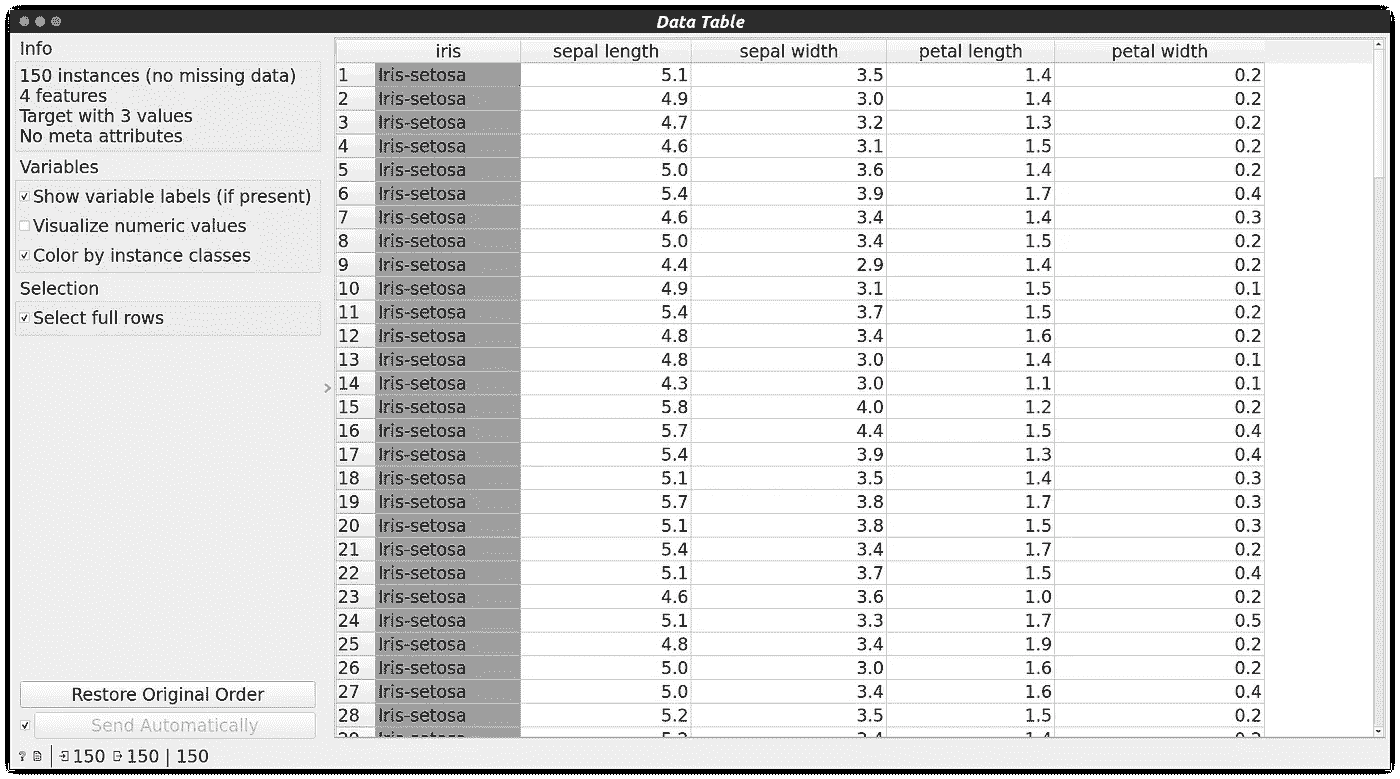 Data Table
Info
150 instances (no missing data)
4 features
Target with 3 values
No meta attributes
Variables
Show variable labels (if present)
Visualize numeric values
Color by instance classes
Selection
Select full rows
Restore Original Order
Send Automatically
150 150 | 150
iris sepal length sepal width petal length petal width
1 Iris-setosa 5.1 3.5 1.4 0.2
2 Iris-setosa 4.9 3.0 1.4 0.2
3 Iris-setosa 4.7 3.2 1.3 0.2
4 Iris-setosa 4.6 3.1 1.5 0.2
5 Iris-setosa 5.0 3.6 1.4 0.2
6 Iris-setosa 5.4 3.9 1.7 0.4
7 Iris-setosa 4.6 3.4 1.4 0.3
8 Iris-setosa 5.0 3.4 1.5 0.2
9 Iris-setosa 4.4 2.9 1.4 0.2
10 Iris-setosa 4.9 3.1 1.5 0.1
11 Iris-setosa 5.4 3.7 1.5 0.2
12 Iris-setosa 4.8 3.4 1.6 0.2
13 Iris-setosa 4.8 3.0 1.4 0.1
14 Iris-setosa 4.3 3.0 1.1 0.1
15 Iris-setosa 5.8 4.0 1.2 0.2
16 Iris-setosa 5.7 4.4 1.5 0.4
17 Iris-setosa 5.4 3.9 1.3 0.4
18 Iris-setosa 5.1 3.5 1.4 0.3
19 Iris-setosa 5.7 3.8 1.7 0.3
20 Iris-setosa 5.1 3.8 1.5 0.3
21 Iris-setosa 5.4 3.4 1.7 0.2
22 Iris-setosa 5.1 3.7 1.5 0.4
23 Iris-setosa 4.6 3.6 1.0 0.2
24 Iris-setosa 5.1 3.3 1.7 0.5
25 Iris-setosa 4.8 3.4 1.9 0.2
26 Iris-setosa 5.0 3.0 1.6 0.2
27 Iris-setosa 5.0 3.4 1.6 0.4
28 Iris-setosa 5.2 3.5 1.5 0.2